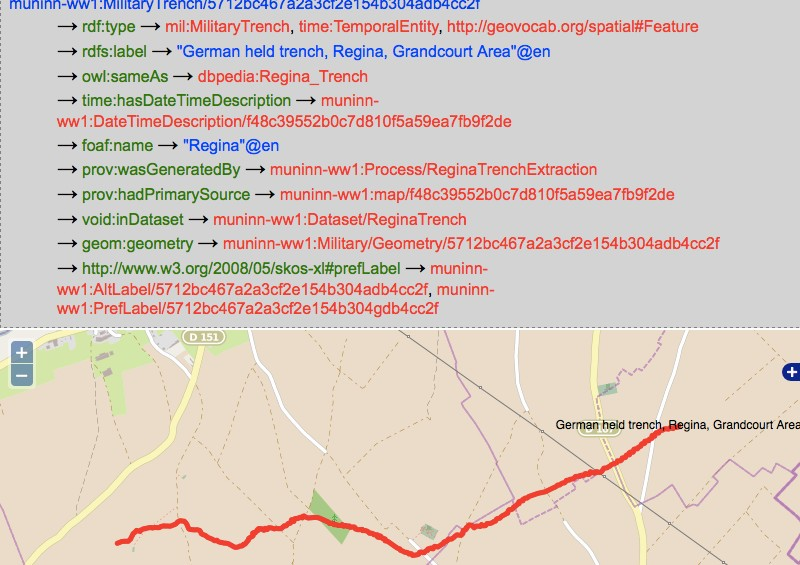 muninn-ww1:MilitaryTrench/5712bc467a2a3cf2e154b304adb4cc2f
→ rdf:type → mil:MilitaryTrench, time:TemporalEntity, http://geovocab.org/spatial#Feature
→ rdfs:label → "German held trench, Regina, Grandcourt Area"@en
→ owl:sameAs → dbpedia:Regina_Trench
→ time:hasDateTimeDescription → muninn-
ww1:DateTimeDescription/f48c39552b0c7d810f5a59ea7fb9f2de
→ foaf:name → "Regina"@en
→ prov:wasGeneratedBy → muninn-ww1:Process/ReginaTrenchExtraction
→ prov:hadPrimarySource → muninn-ww1:map/f48c39552b0c7d810f5a59ea7fb9f2de
→ void:inDataset → muninn-ww1:Dataset/ReginaTrench
→ geom:geometry → muninn-ww1:Military/Geometry/5712bc467a2a3cf2e154b304adb4cc2f
→ http://www.w3.org/2008/05/skos-xl#prefLabel → muninn-
ww1:AltLabel/5712bc467a2a3cf2e154b304adb4cc2f, muninn-
ww1:PrefLabel/5712bc467a2a3cf2e154b304gdb4cc2f
D 151
+
−
+
German held trench, Regina, Grandcourt Area